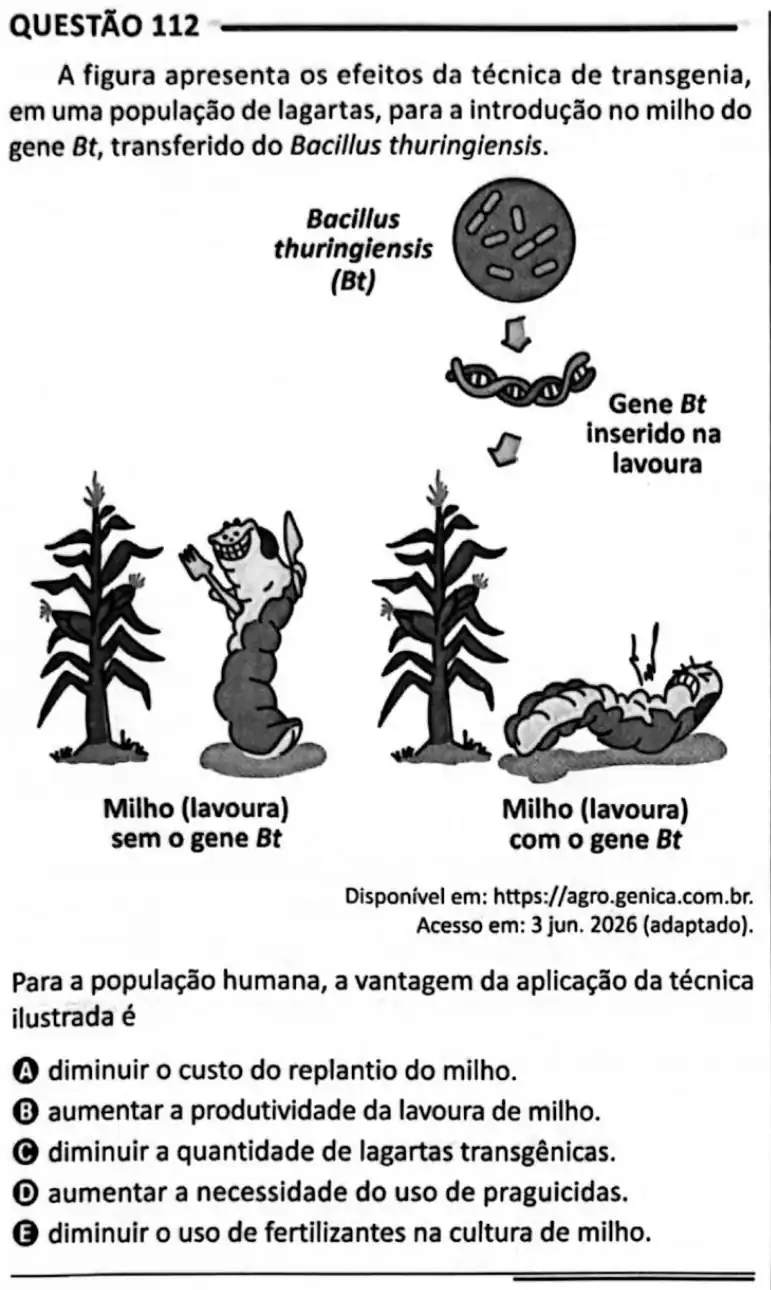 QUESTÃO 112
A figura apresenta os efeitos da técnica de transgenia,
em uma população de lagartas, para a introdução no milho do
gene Bt, transferido do Bacillus thuringiensis.
Bacillus
thuringiensis
(Bt)
Gene Bt
inserido na
lavoura
Milho (lavoura)
sem o gene Bt
Milho (lavoura)
com o gene Bt
Disponível em: https://agro.genica.com.br.
Acesso em: 3 jun. 2026 (adaptado).
Para a população humana, a vantagem da aplicação da técnica
ilustrada é
A diminuir o custo do replantio do milho.
B aumentar a produtividade da lavoura de milho.
C diminuir a quantidade de lagartas transgênicas.
D aumentar a necessidade do uso de praguicidas.
E diminuir o uso de fertilizantes na cultura de milho.